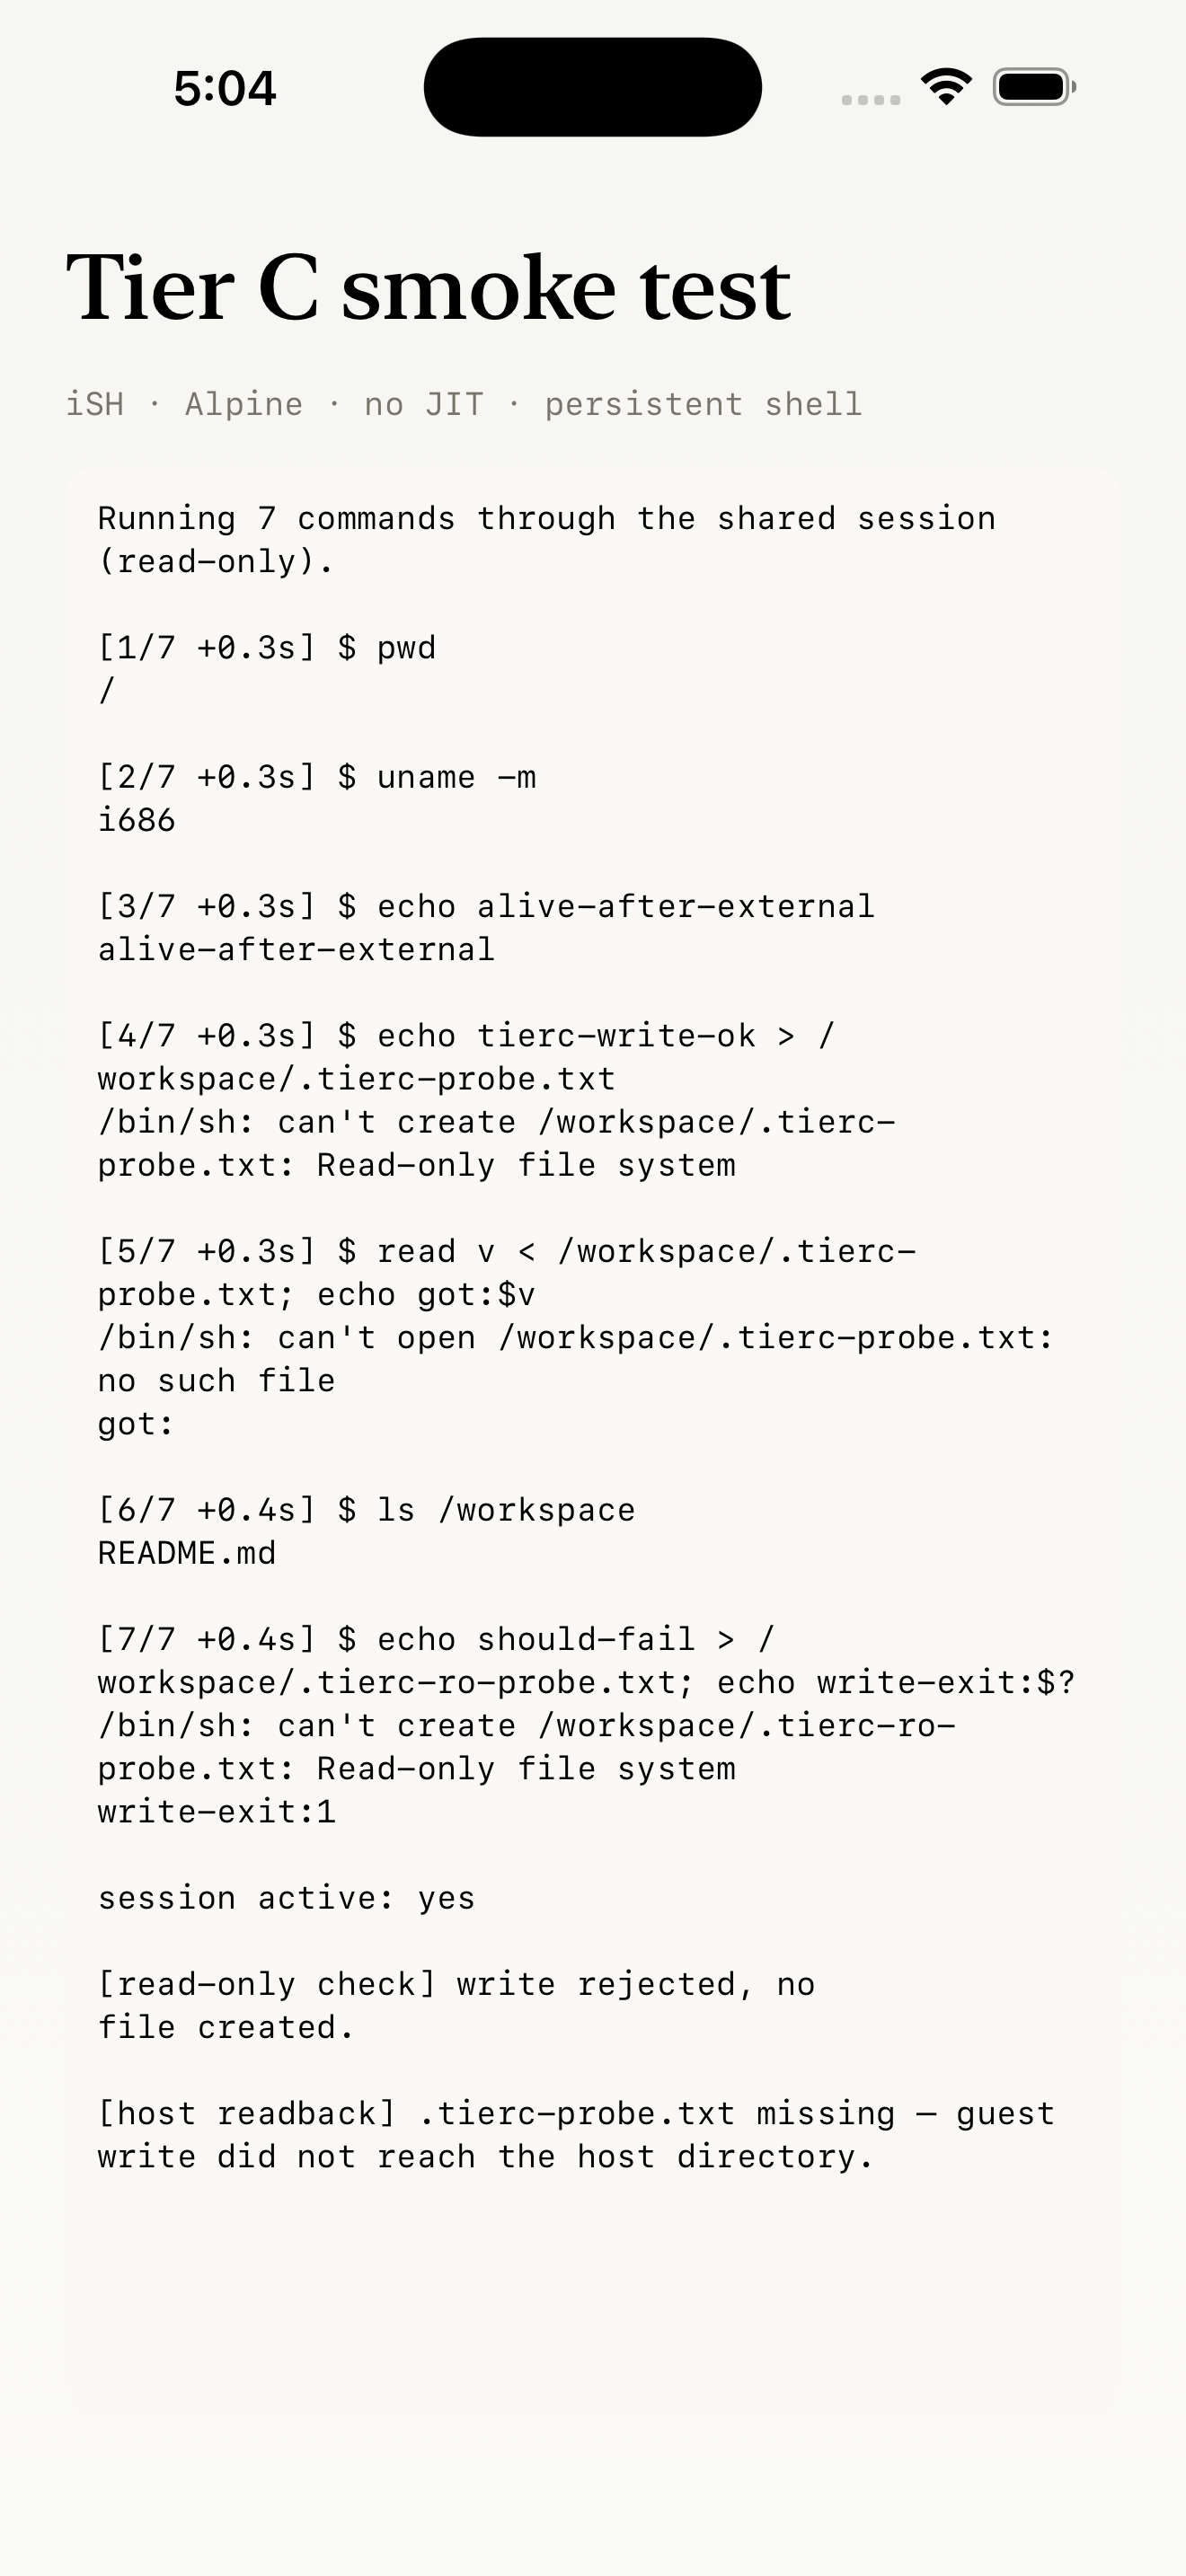 5:04
Tier C smoke test
iSH · Alpine · no JIT · persistent shell
Running 7 commands through the shared session
(read-only).
[1/7 +0.3s] $ pwd
/
[2/7 +0.3s] $ uname -m
i686
[3/7 +0.3s] $ echo alive-after-external
alive-after-external
[4/7 +0.3s] $ echo tierc-write-ok > /
workspace/.tierc-probe.txt
/bin/sh: can't create /workspace/.tierc-
probe.txt: Read-only file system
[5/7 +0.3s] $ read v < /workspace/.tierc-
probe.txt; echo got:$v
/bin/sh: can't open /workspace/.tierc-probe.txt:
no such file
got:
[6/7 +0.4s] $ ls /workspace
README.md
[7/7 +0.4s] $ echo should-fail > /
workspace/.tierc-ro-probe.txt; echo write-exit:$?
/bin/sh: can't create /workspace/.tierc-ro-
probe.txt: Read-only file system
write-exit:1
session active: yes
[read-only check] write rejected, no
file created.
[host readback] .tierc-probe.txt missing — guest
write did not reach the host directory.